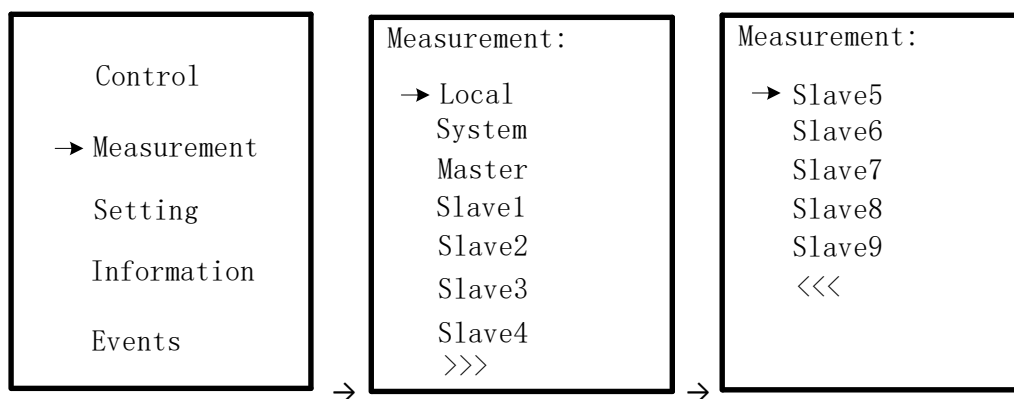 Control
→ Measurement
Setting
Information
Events
→
Measurement:
→ Local
System
Master
Slave1
Slave2
Slave3
Slave4
>>>
→
Measurement:
→ Slave5
Slave6
Slave7
Slave8
Slave9
<<<